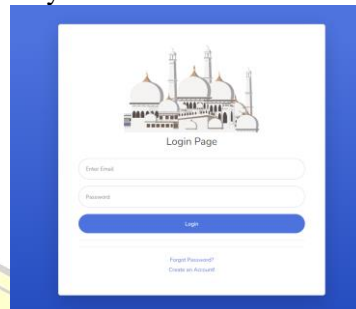 Login Page
Enter Email
Password
Login
Forgot Password?
Create an Account!